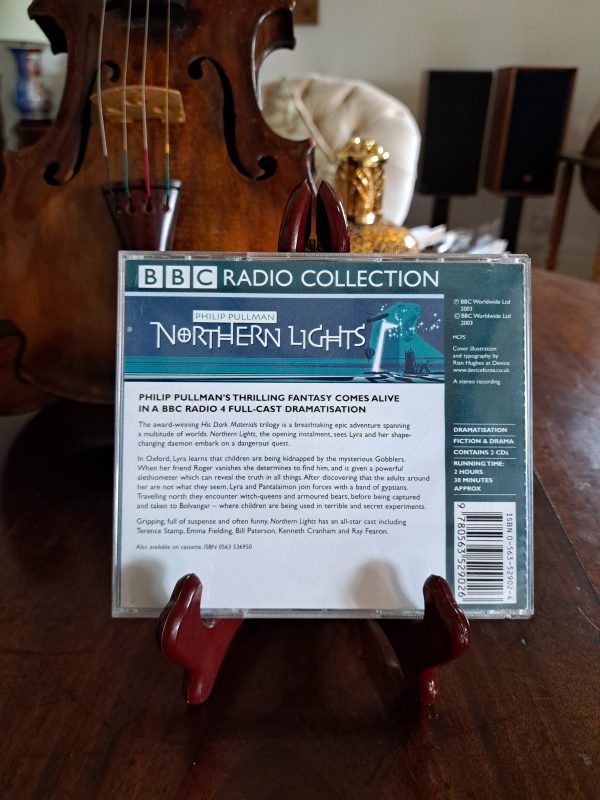 BBC RADIO COLLECTION
PHILIP PULLMAN
NORTHERN LIGHTS
PHILIP PULLMAN'S THRILLING FANTASY COMES ALIVE
IN A BBC RADIO 4 FULL-CAST DRAMATISATION
The award-winning His Dark Materials trilogy is a breathtaking epic adventure spanning
a multitude of worlds. Northern Lights, the opening instalment, sees Lyra and her shape-
changing daemon embark on a dangerous quest.
In Oxford, Lyra learns that children are being kidnapped by the mysterious Gobblers.
When her friend Roger vanishes she determines to find him, and is given a powerful
alethiometer which can reveal the truth in all things. After discovering that the adults around
her are not what they seem, Lyra and Pantalaimon join forces with a band of gyptians.
Travelling north they encounter witch-queens and armoured bears, before being captured
and taken to Bolvangar – where children are being used in terrible and secret experiments.
Gripping, full of suspense and often funny, Northern Lights has an all-star cast including
Terence Stamp, Emma Fielding, Bill Paterson, Kenneth Cranham and Ray Fearon.
Also available on cassette, ISBN 0563 536950
℗ BBC Worldwide Ltd
2003
© BBC Worldwide Ltd
2003
MCPS
Cover illustration
and typography by
Rian Hughes at Device:
www.devicefonts.co.uk
A stereo recording
DRAMATISATION
FICTION & DRAMA
CONTAINS 2 CDs
RUNNING TIME:
2 HOURS
30 MINUTES
APPROX
ISBN 0-563-52902-4
9 780563 529026